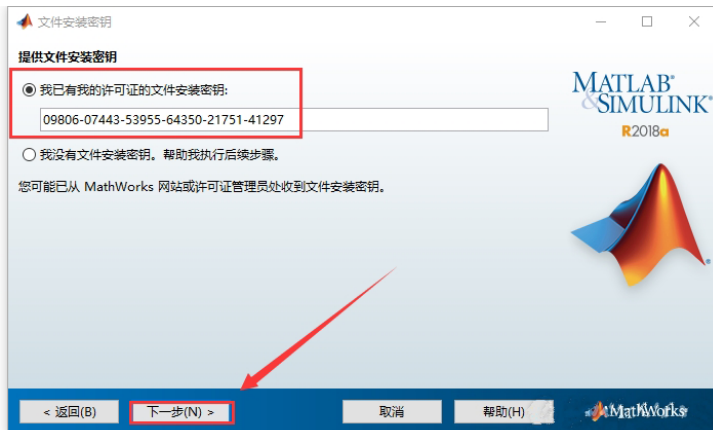 文件安装密钥
提供文件安装密钥
我已有我的许可证的文件安装密钥:
09806-07443-53955-64350-21751-41297
我没有文件安装密钥。帮助我执行后续步骤。
您可能已从 MathWorks 网站或许可证管理员处收到文件安装密钥。
MATLAB®
&SIMULINK®
R2018a
®
< 返回(B) 下一步(N) > 取消 帮助(H) MathWorks®